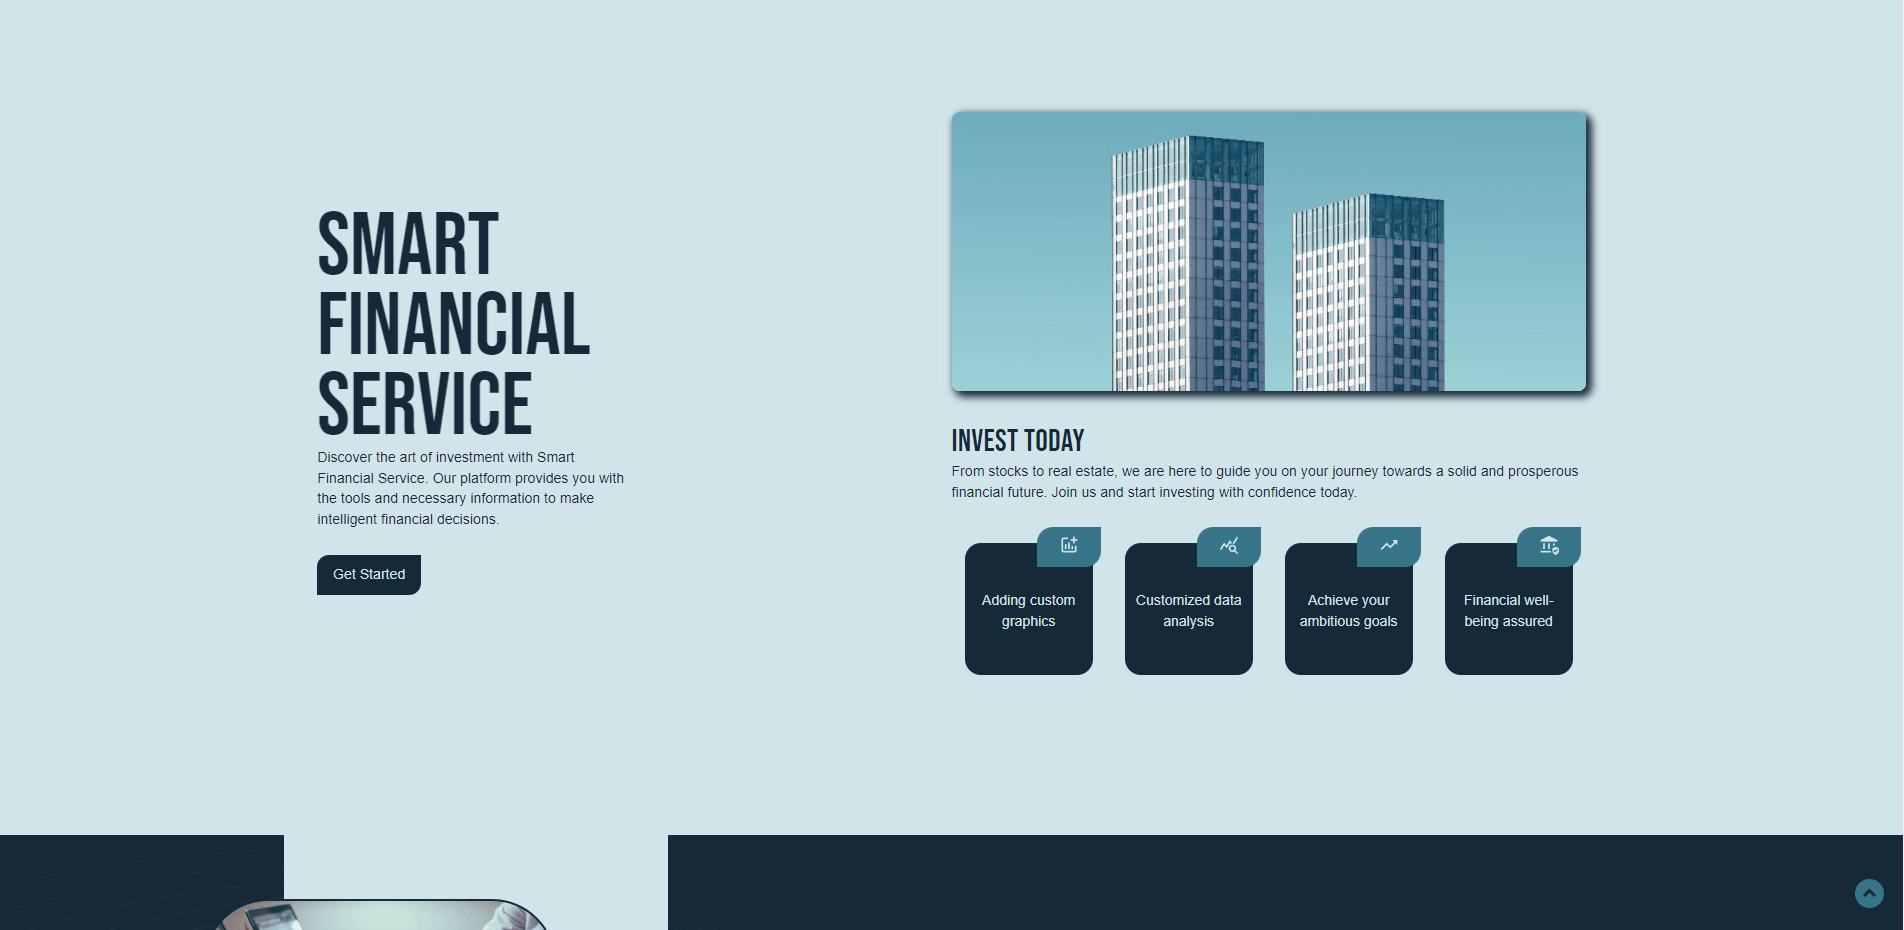 SMART
FINANCIAL
SERVICE
Discover the art of investment with Smart
Financial Service. Our platform provides you with
the tools and necessary information to make
intelligent financial decisions.
Get Started
INVEST TODAY
From stocks to real estate, we are here to guide you on your journey towards a solid and prosperous
financial future. Join us and start investing with confidence today.
Adding custom
graphics
Customized data
analysis
Achieve your
ambitious goals
Financial well-
being assured